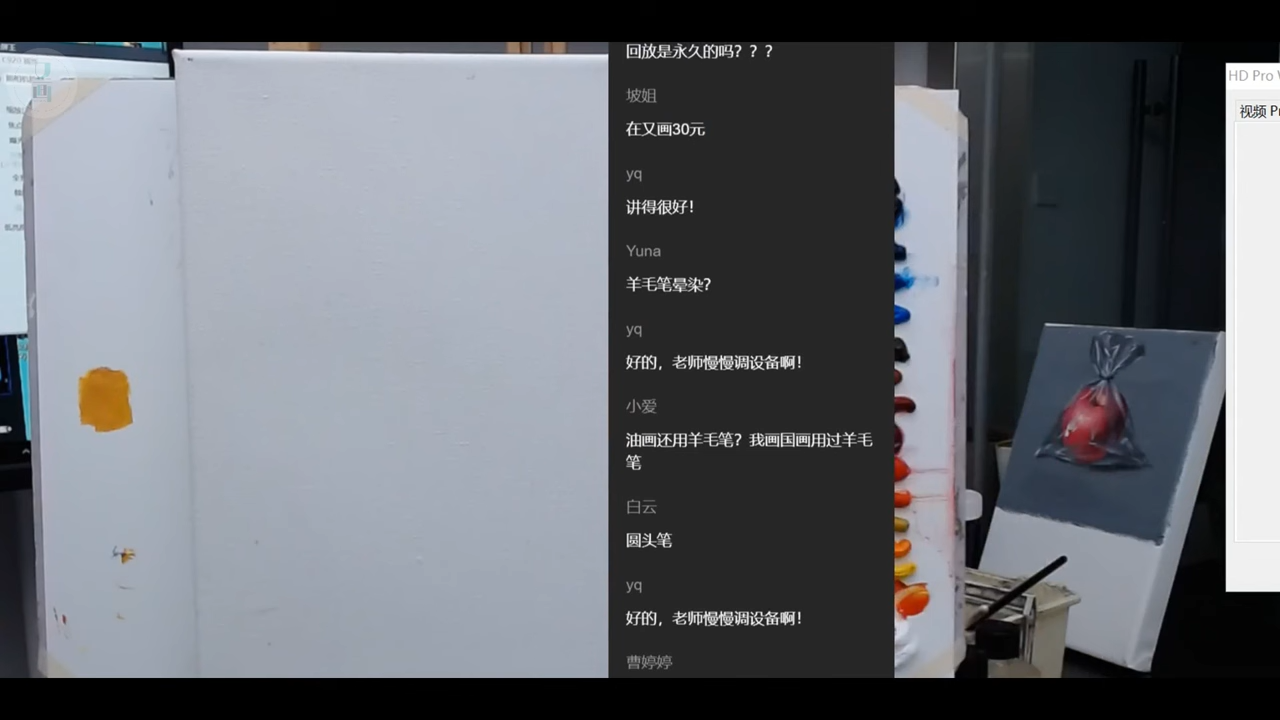 回放是永久的吗？？？
坡姐
在又画30元
yq
讲得很好！
Yuna
羊毛笔晕染？
yq
好的，老师慢慢调设备啊！
小爱
油画还用羊毛笔？我画国画用过羊毛
笔
白云
圆头笔
yq
好的，老师慢慢调设备啊！
曹婷婷
HD Pro
视频